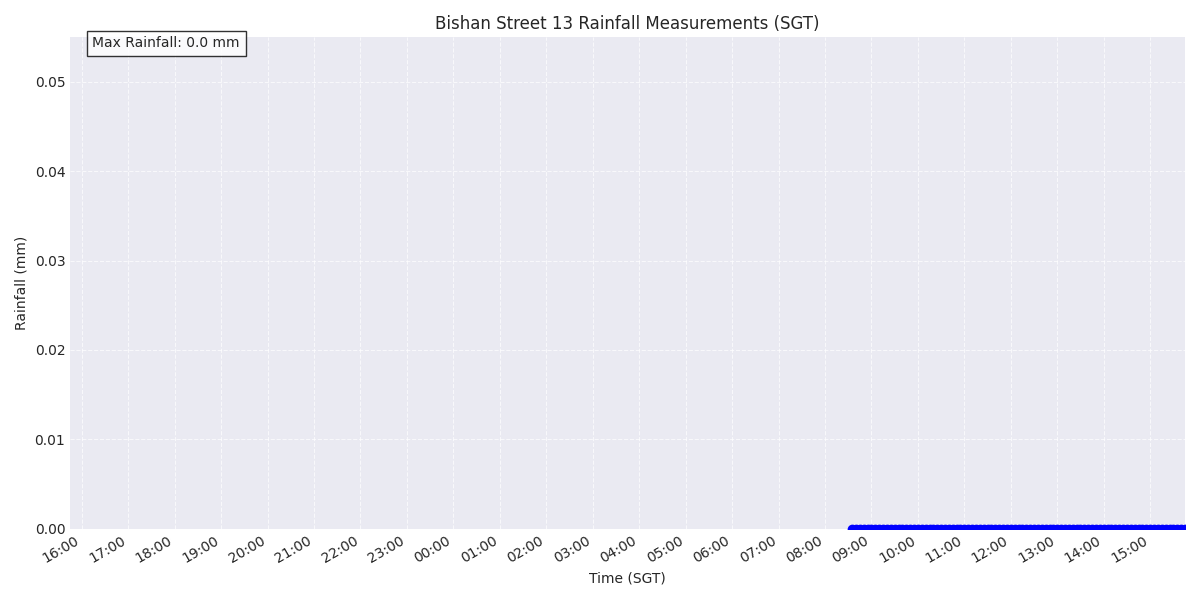 Bishan Street 13 Rainfall Measurements (SGT)
Max Rainfall: 0.0 mm
0.05
0.04
0.03
0.02
0.01
0.00
Rainfall (mm)
16:00 17:00 18:00 19:00 20:00 21:00 22:00 23:00 00:00 01:00 02:00 03:00 04:00 05:00 06:00 07:00 08:00 09:00 10:00 11:00 12:00 13:00 14:00 15:00
Time (SGT)